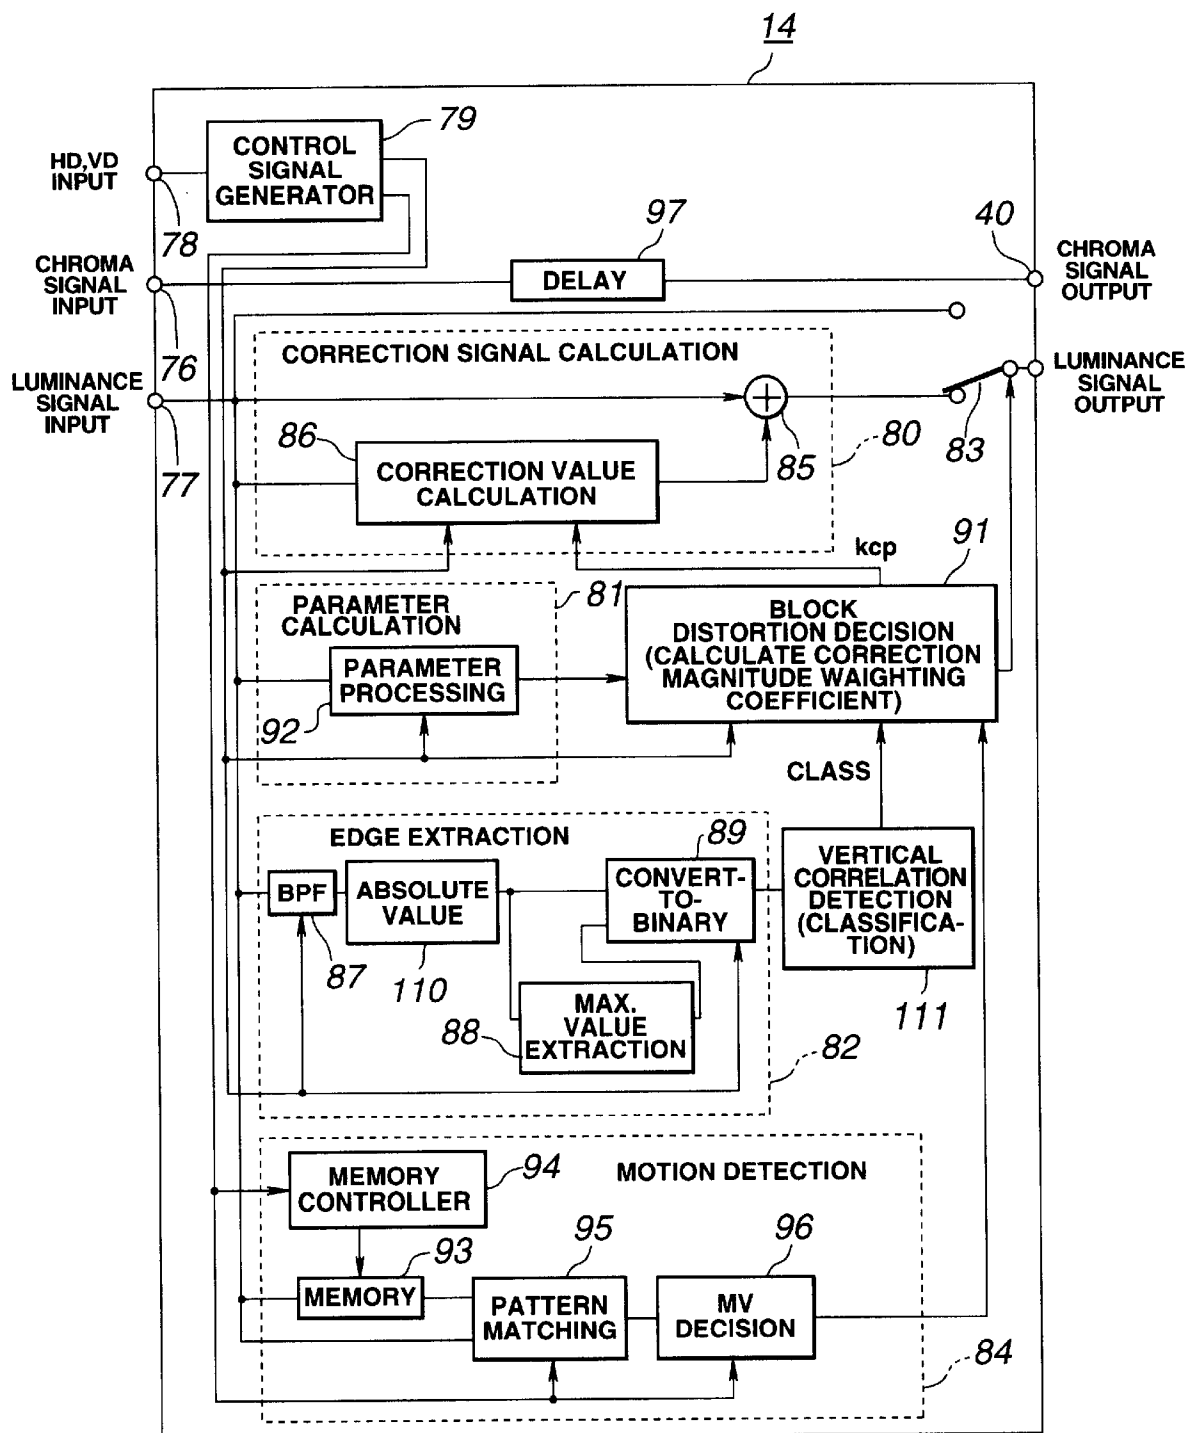 14
79
CONTROL
SIGNAL
GENERATOR
HD,VD
INPUT
78
97
40
CHROMA
SIGNAL
INPUT
DELAY
CHROMA
SIGNAL
OUTPUT
76
CORRECTION SIGNAL CALCULATION
LUMINANCE
SIGNAL
INPUT
LUMINANCE
SIGNAL
OUTPUT
77
86
85
80
83
CORRECTION VALUE
CALCULATION
kcp
91
81
PARAMETER
CALCULATION
PARAMETER
PROCESSING
92
BLOCK
DISTORTION DECISION
(CALCULATE CORRECTION
MAGNITUDE WAIGHTING
COEFFICIENT)
CLASS
EDGE EXTRACTION
89
BPF
ABSOLUTE
VALUE
CONVERT-
TO-
BINARY
VERTICAL
CORRELATION
DETECTION
(CLASSIFICA-
TION)
87
110
88
MAX.
VALUE
EXTRACTION
111
82
MEMORY
CONTROLLER
94
MOTION DETECTION
93
95
96
MEMORY
PATTERN
MATCHING
MV
DECISION
84